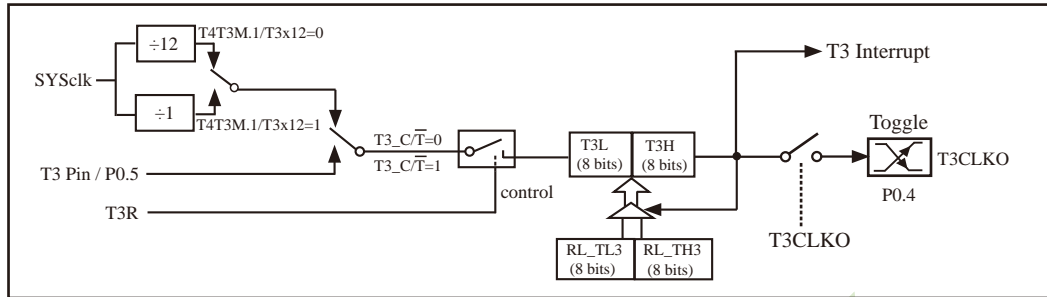 T4T3M.1/T3x12=0
÷12
SYSclk
÷1
T4T3M.1/T3x12=1
T3 Pin / P0.5
T3R
T3_C/T̅=0
T3_C/T̅=1
control
T3L
(8 bits)
T3H
(8 bits)
RL_TL3
(8 bits)
RL_TH3
(8 bits)
T3 Interrupt
Toggle
T3CLKO
P0.4
T3CLKO